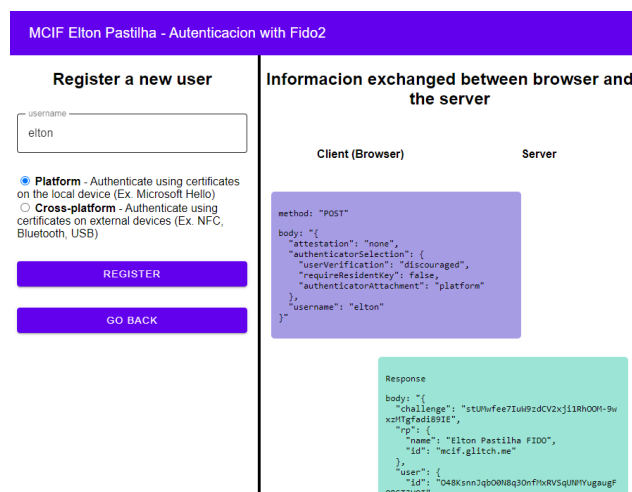 MCIF Elton Pastilha - Autenticacion with Fido2
Register a new user
username
elton
Platform - Authenticate using certificates
on the local device (Ex. Microsoft Hello)
Cross-platform - Authenticate using
certificates on external devices (Ex. NFC,
Bluetooth, USB)
REGISTER
GO BACK
Informacion exchanged between browser and
the server
Client (Browser)
Server
method: "POST"
body: "{
"attestation": "none",
"authenticatorSelection": {
"userVerification": "discouraged",
"requireResidentKey": false,
"authenticatorAttachment": "platform"
},
"username": "elton"
}"
Response
body: "{
"challenge": "stUMwfee7IuW9zdCV2xji1RhOOM-9w
xzMTgfadi89IE",
"rp": {
"name": "Elton Pastilha FIDO",
"id": "mcif.glitch.me"
},
"user": {
"id": "O48KsnnJqbO0N8q3OnfMxRVSqUNMYugaugF